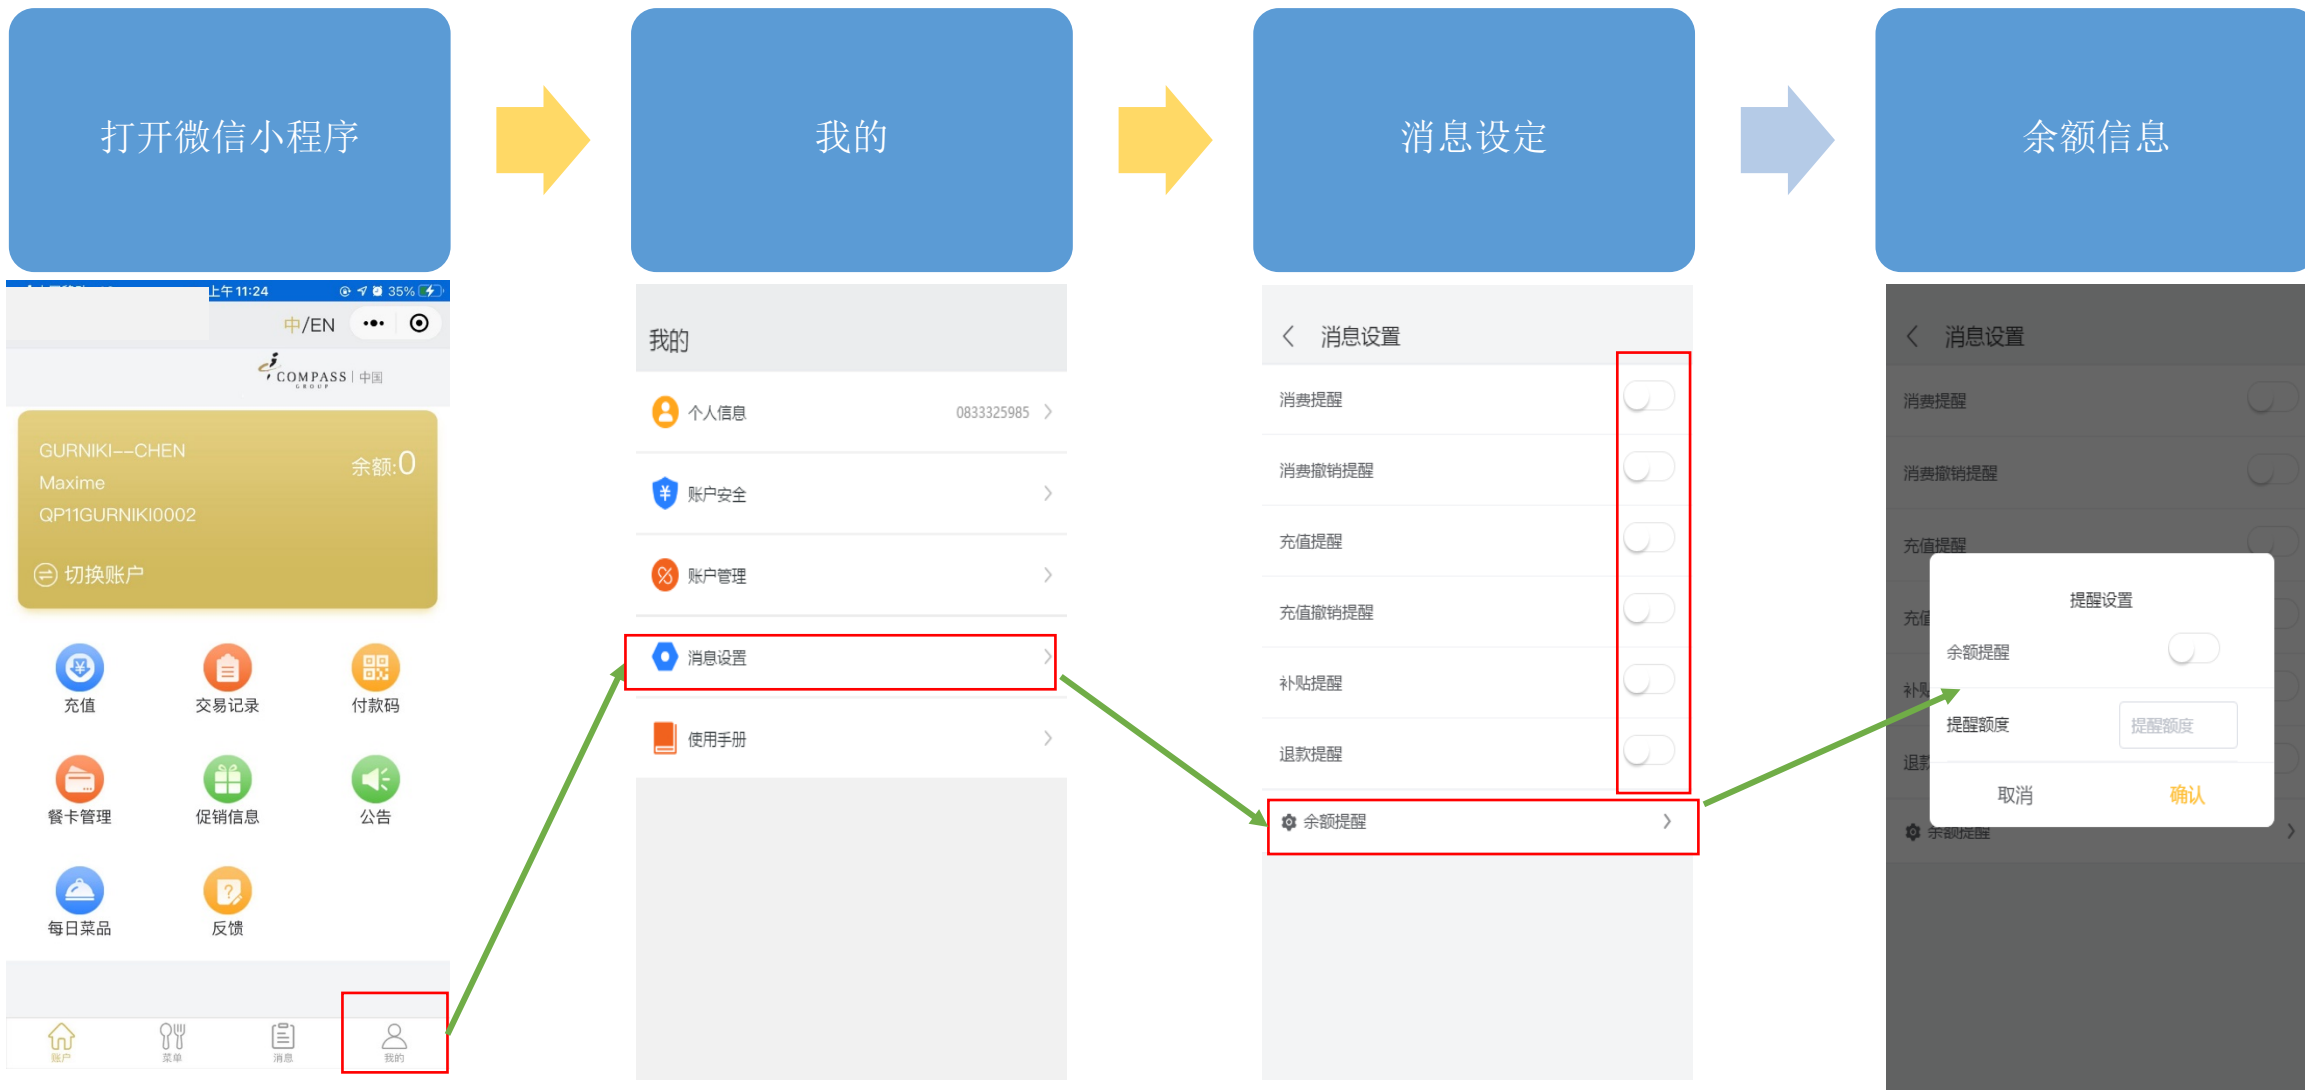 打开微信小程序
我的
消息设定
余额信息
上午11:24
35%
中/EN
COMPASS
GROUP
中国
GURNIKI--CHEN
余额:0
Maxime
QP11GURNIKI0002
切换账户
充值
交易记录
付款码
餐卡管理
促销信息
公告
每日菜品
反馈
账户
菜单
消息
我的
我的
个人信息
0833325985
账户安全
账户管理
消息设置
使用手册
消息设置
消费提醒
消费撤销提醒
充值提醒
充值撤销提醒
补贴提醒
退款提醒
余额提醒
消息设置
消费提醒
消费撤销提醒
充值提醒
充值
补贴
退款
提醒设置
余额提醒
提醒额度
提醒额度
取消
确认
余额提醒